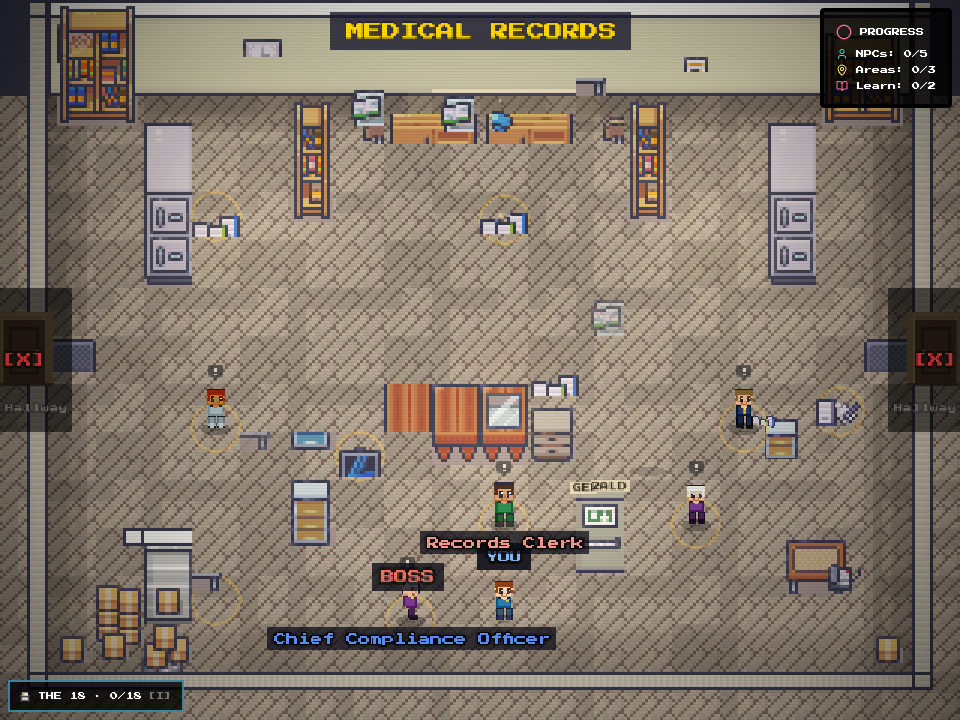 MEDICAL RECORDS
PROGRESS
NPCs: 0/5
Areas: 0/3
Learn: 0/2
[X]
[X]
Hallway
Hallway
!
!
!
!
GERALD
Records Clerk
YOU
BOSS
Chief Compliance Officer
THE 18 · 0/18 [I]